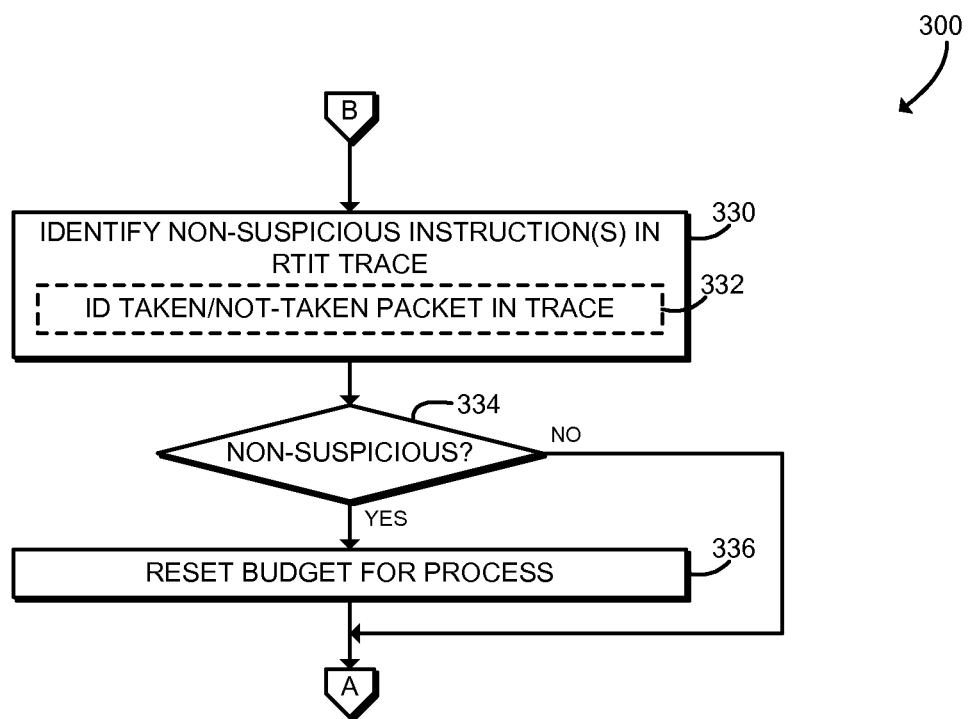 300
B
IDENTIFY NON-SUSPICIOUS INSTRUCTION(S) IN
RTIT TRACE
330
ID TAKEN/NOT-TAKEN PACKET IN TRACE
332
334
NON-SUSPICIOUS?
NO
YES
RESET BUDGET FOR PROCESS
336
A